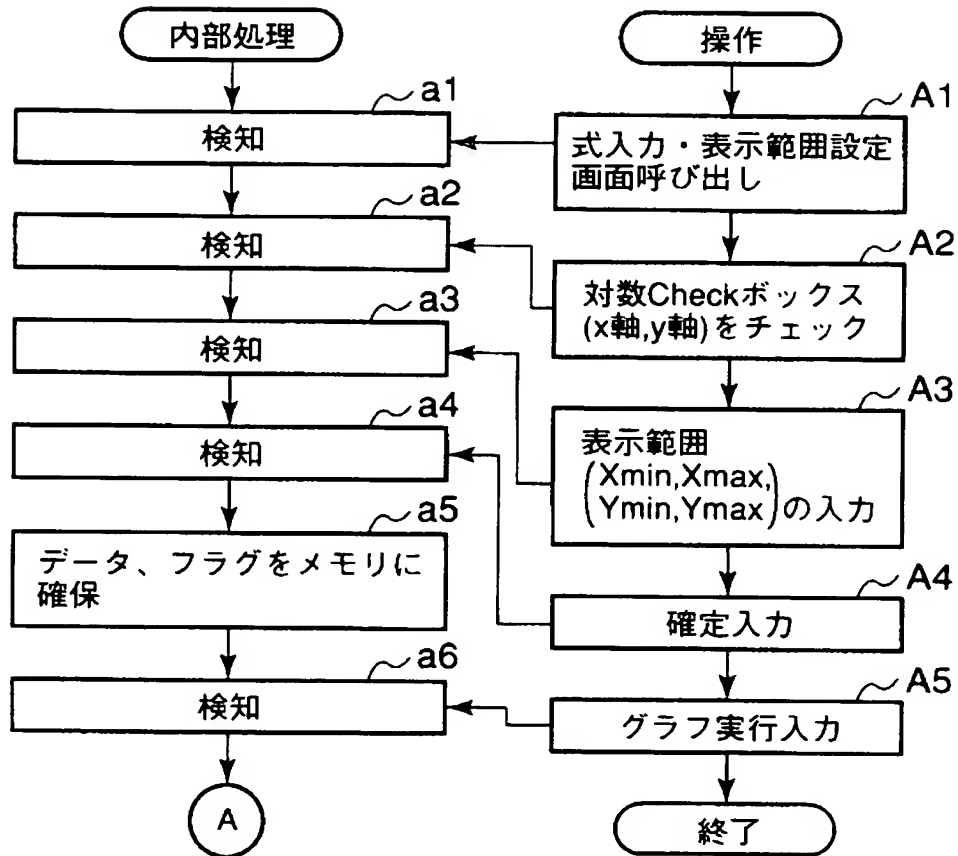 内部処理
a1
検知
a2
検知
a3
検知
a4
検知
a5
データ、フラグをメモリに
確保
a6
検知
A
操作
A1
式入力・表示範囲設定
画面呼び出し
A2
対数Checkボックス
(x軸,y軸)をチェック
A3
表示範囲
(Xmin,Xmax,
Ymin,Ymax)の入力
A4
確定入力
A5
グラフ実行入力
終了